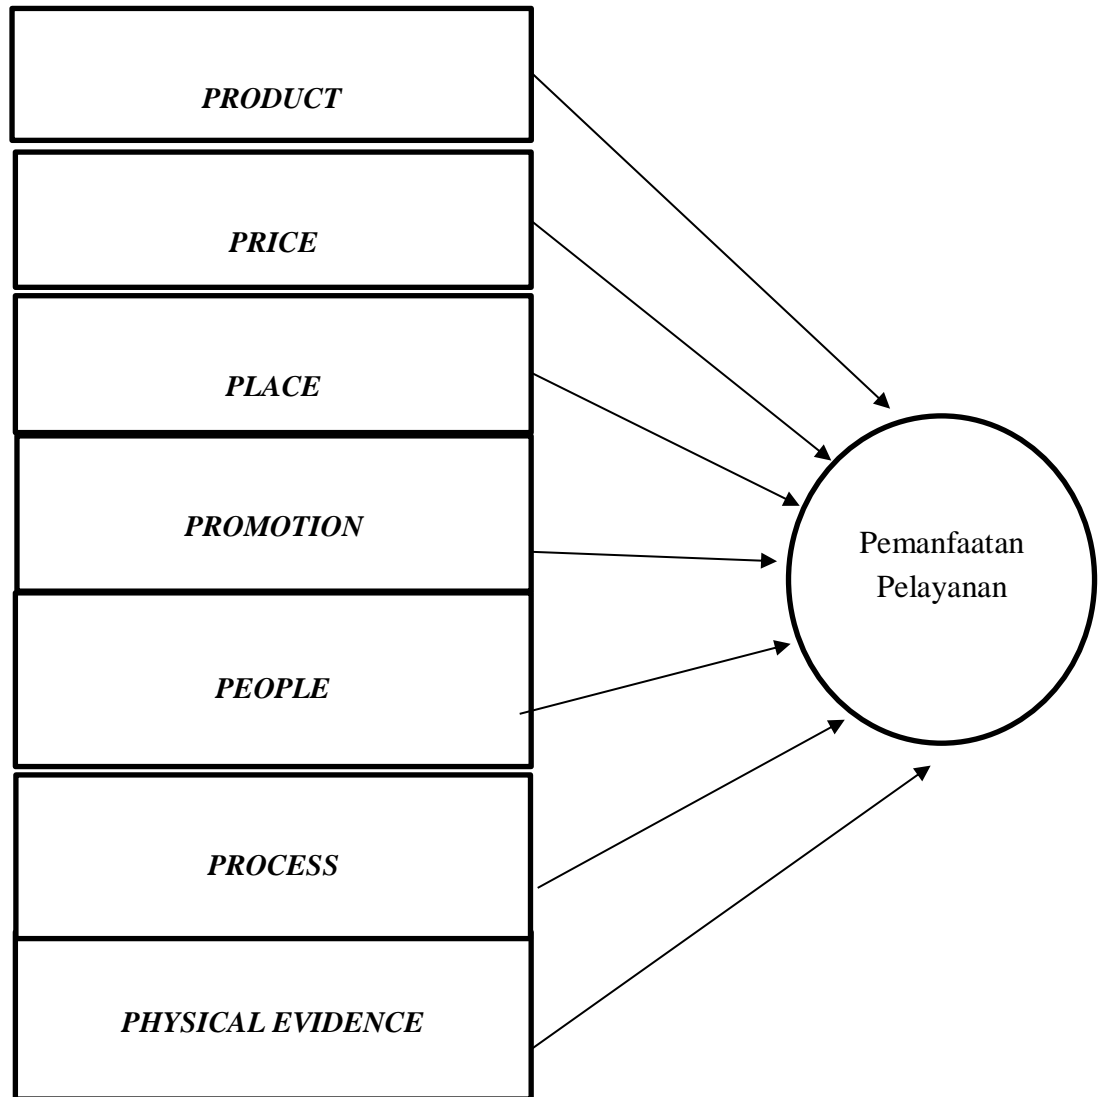 PRODUCT
PRICE
PLACE
PROMOTION
PEOPLE
PROCESS
PHYSICAL EVIDENCE
Pemanfaatan
Pelayanan